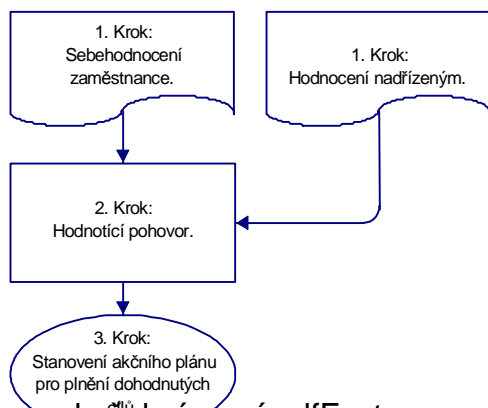 1. Krok:
Sebehodnocení
zaměstnance.
1. Krok:
Hodnocení nadřízeným.
2. Krok:
Hodnotící pohovor.
3. Krok:
Stanovení akčního plánu
pro plnění dohodnutých